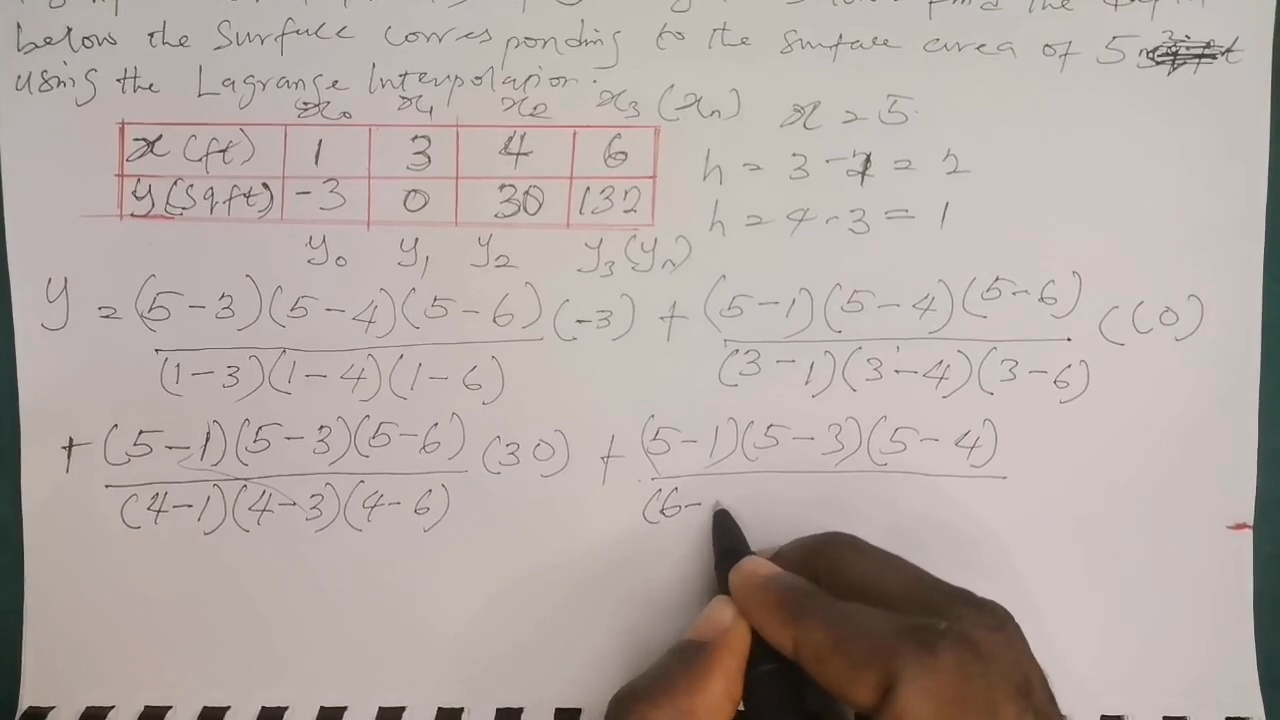 find the
below the Surface corresponding to the surface area of 5
using the Lagrange Interpolation.
x₀ x₁ x₂ x₃ (xₙ) x = 5
x (ft) 1 3 4 6 h = 3 - 1 = 2
y (sqft) -3 0 30 132 h = 4 - 3 = 1
y₀ y₁ y₂ y₃ (yₙ)
y = (5-3)(5-4)(5-6) (-3) + (5-1)(5-4)(5-6) ((0)
(1-3)(1-4)(1-6) (3-1)(3-4)(3-6)
+ (5-1)(5-3)(5-6) (30) + (5-1)(5-3)(5-4)
(4-1)(4-3)(4-6) (6-